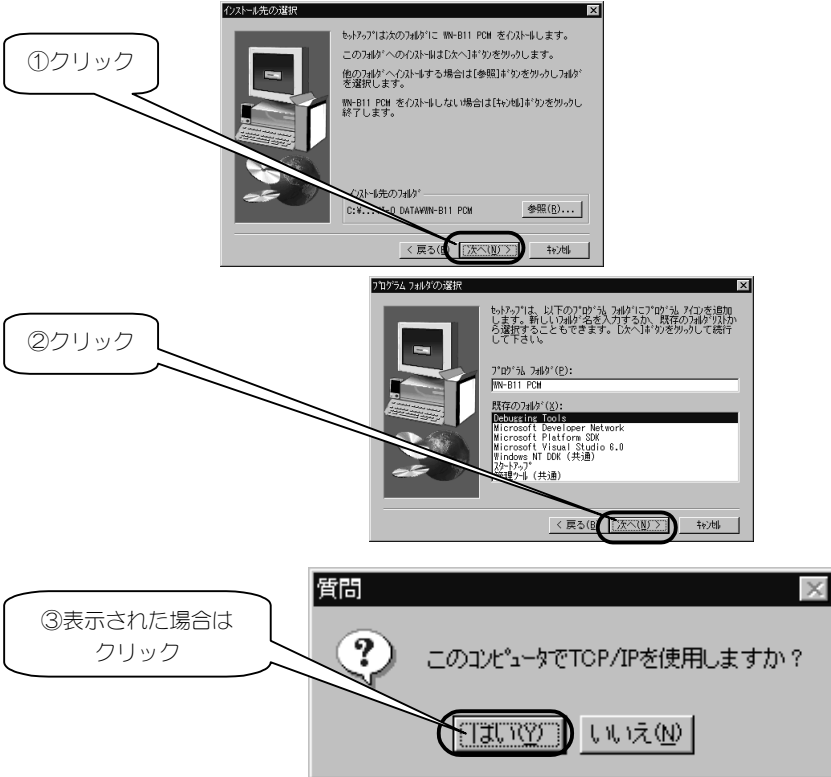 インストール先の選択
①クリック
ｾｯﾄｱｯﾌﾟは次のﾌｫﾙﾀﾞに WN-B11 PCM をｲﾝｽﾄｰﾙします。
このﾌｫﾙﾀﾞへのｲﾝｽﾄｰﾙは[次へ]ﾎﾞﾀﾝをｸﾘｯｸします。
他のﾌｫﾙﾀﾞへｲﾝｽﾄｰﾙする場合は[参照]ﾎﾞﾀﾝをｸﾘｯｸしﾌｫﾙﾀﾞ
を選択します。
WN-B11 PCM をｲﾝｽﾄｰﾙしない場合は[ｷｬﾝｾﾙ]ﾎﾞﾀﾝをｸﾘｯｸし
終了します。
ｲﾝｽﾄｰﾙ先のﾌｫﾙﾀﾞ
C:¥...¥I-O DATA¥WN-B11 PCM
参照(R)...
< 戻る(B)
次へ(N) >
ｷｬﾝｾﾙ
ﾌﾟﾛｸﾞﾗﾑ ﾌｫﾙﾀﾞの選択
②クリック
ｾｯﾄｱｯﾌﾟは、以下のﾌﾟﾛｸﾞﾗﾑ ﾌｫﾙﾀﾞにﾌﾟﾛｸﾞﾗﾑ ｱｲｺﾝを追加
します。新しいﾌｫﾙﾀﾞ名を入力するか、既存のﾌｫﾙﾀﾞﾘｽﾄか
ら選択することもできます。[次へ]ﾎﾞﾀﾝをｸﾘｯｸして続行
して下さい。
ﾌﾟﾛｸﾞﾗﾑ ﾌｫﾙﾀﾞ(P):
WN-B11 PCM
既存のﾌｫﾙﾀﾞ(X):
Debugging Tools
Microsoft Developer Network
Microsoft Platform SDK
Microsoft Visual Studio 6.0
Windows NT DDK (共通)
ｽﾀｰﾄｱｯﾌﾟ
管理ﾂｰﾙ (共通)
< 戻る(B
次へ(N) >
ｷｬﾝｾﾙ
質問
③表示された場合は
クリック
このｺﾝﾋﾟｭｰﾀでTCP/IPを使用しますか？
はい(Y)
いいえ(N)